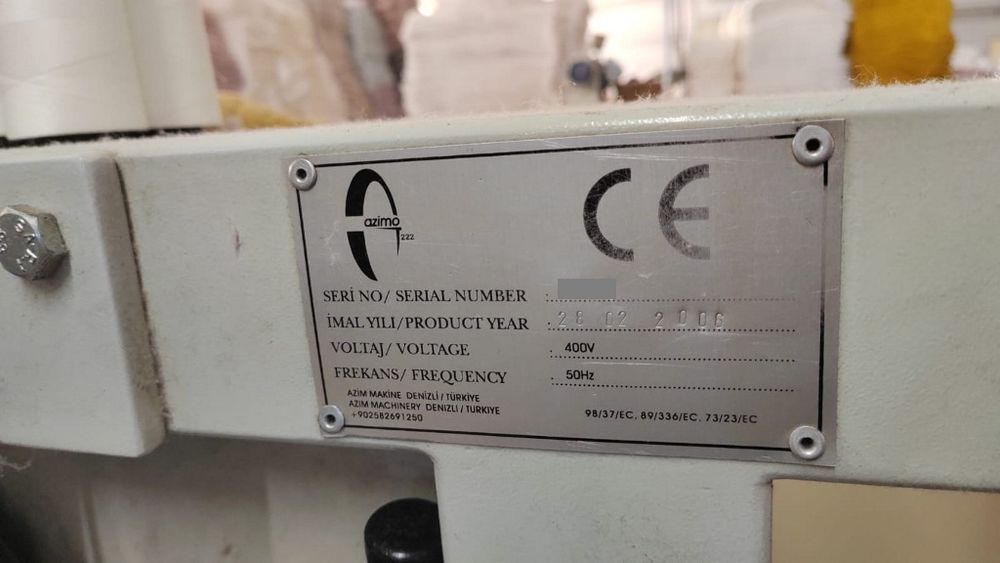 azimo
222
CE
SERİ NO/ SERIAL NUMBER :
İMAL YILI/PRODUCT YEAR : 28 02 2006
VOLTAJ/ VOLTAGE : 400V
FREKANS/ FREQUENCY : 50Hz
AZİM MAKİNE DENİZLİ / TÜRKİYE
AZIM MACHINERY DENIZLI / TURKIYE
+902582691250
98/37/EC, 89/336/EC, 73/23/EC